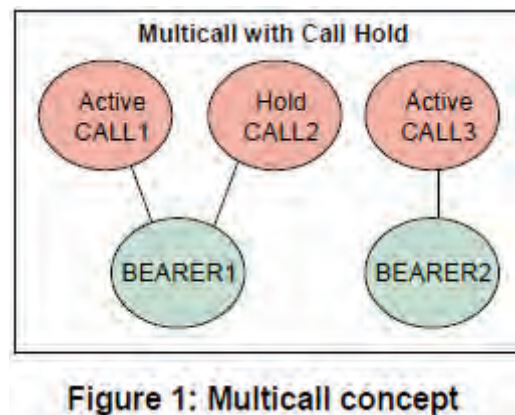 Multicall with Call Hold
Active
CALL1
Hold
CALL2
Active
CALL3
BEARER1
BEARER2
Figure 1: Multicall concept